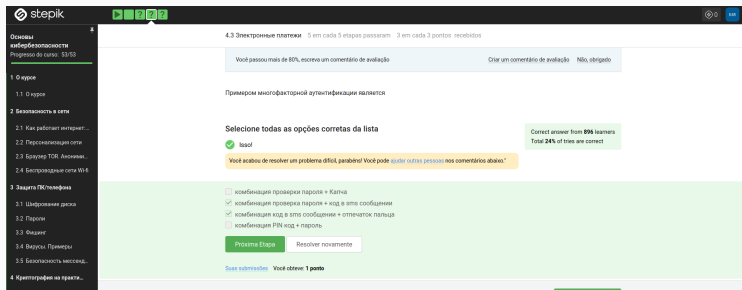 stepik
0
Основы
кибербезопасности
Progresso do curso: 53/53
1 О курсе
1.1 О курсе
2 Безопасность в сети
2.1 Как работает интернет:...
2.2 Персонализация сети
2.3 Браузер TOR. Аноними...
2.4 Беспроводные сети Wi-fi
3 Защита ПК/телефона
3.1 Шифрование диска
3.2 Пароли
3.3 Фишинг
3.4 Вирусы. Примеры
3.5 Безопасность мессенд...
4 Криптография на практи...
4.3 Электронные платежи 5 em cada 5 etapas passaram 3 em cada 3 pontos recebidos
Você passou mais de 80%, escreva um comentário de avaliação Criar um comentário de avaliação Não, obrigado
Примером многофакторной аутентификации является
Selecione todas as opções corretas da lista
Isso!
Correct answer from 896 learners
Total 24% of tries are correct
Você acabou de resolver um problema difícil, parabéns! Você pode ajudar outras pessoas nos comentários abaixo."
комбинация проверки пароля + Капча
комбинация проверка пароля + код в sms сообщении
комбинация код в sms сообщении + отпечаток пальца
комбинация PIN код + пароль
Próxima Etapa Resolver novamente
Suas submissões Você obteve: 1 ponto